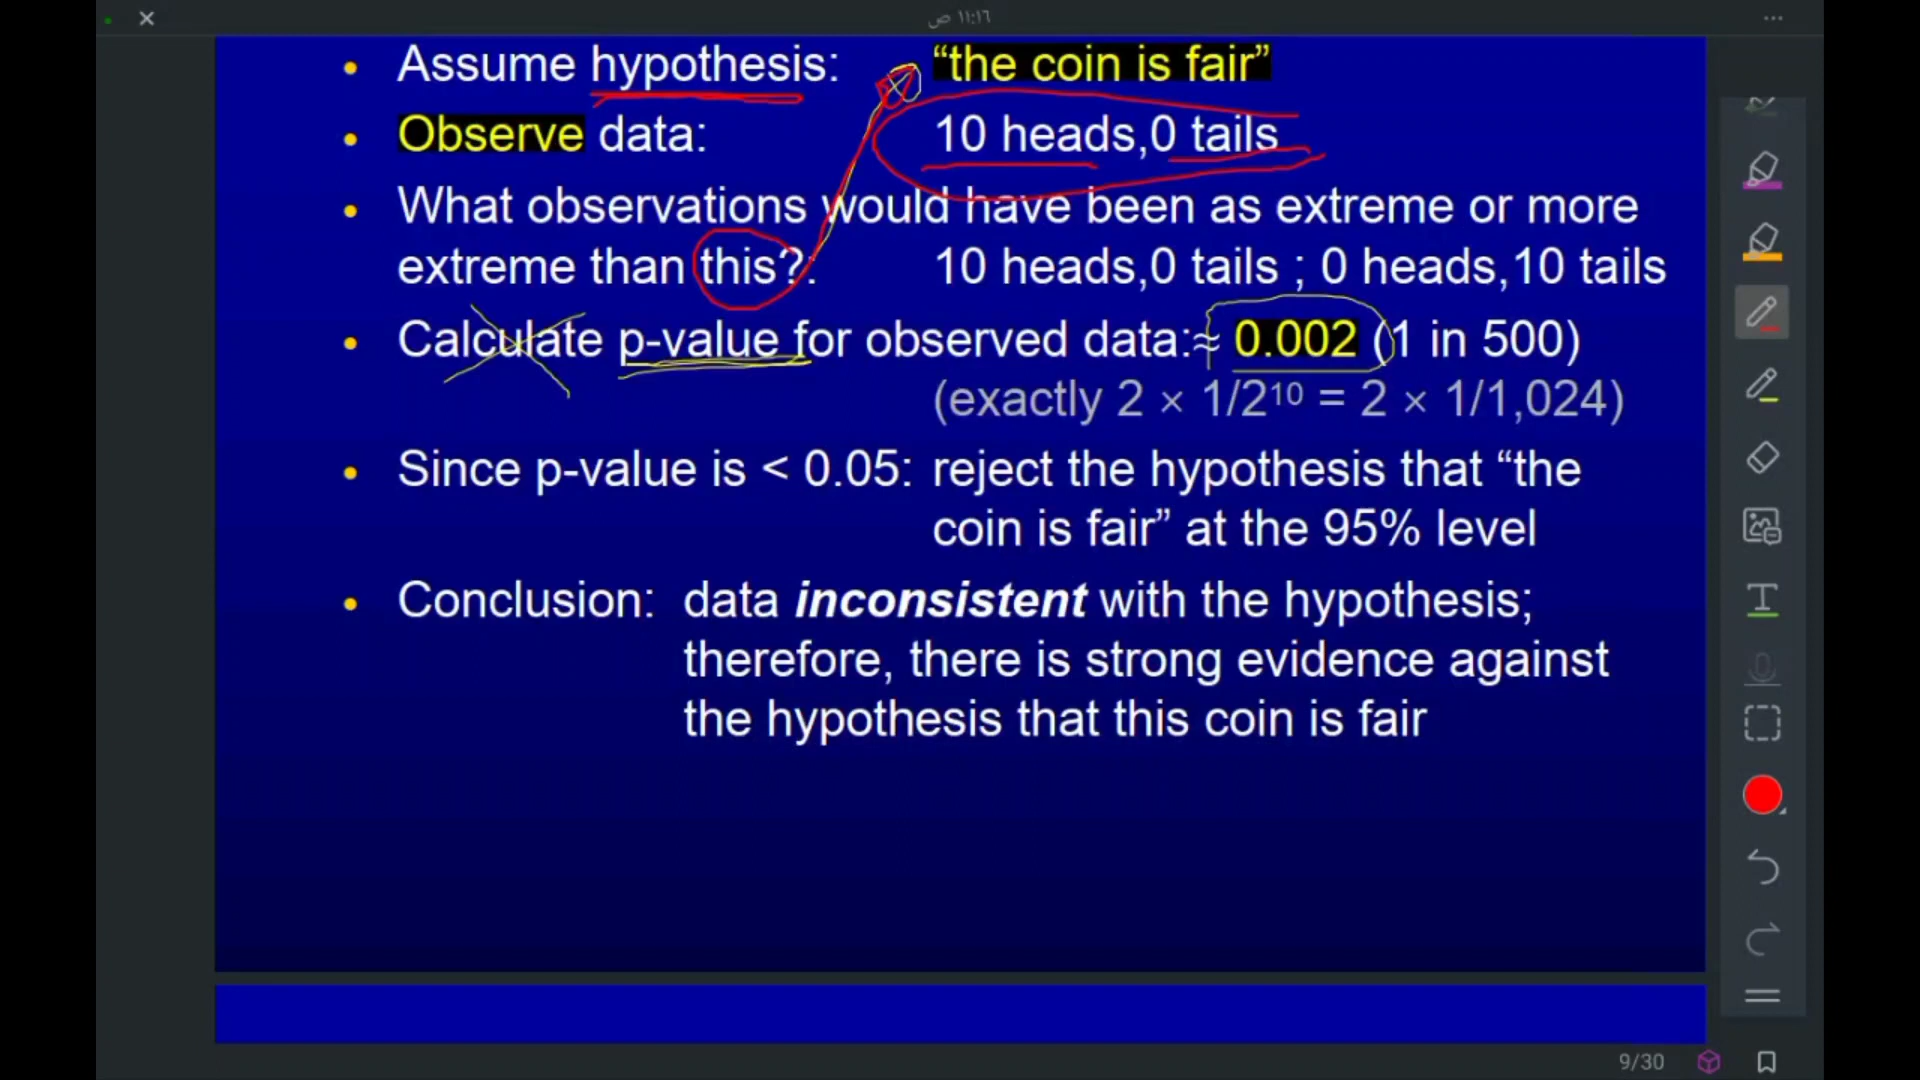 ١١:١٦ ص
Assume hypothesis: “the coin is fair”
Observe data: 10 heads,0 tails
What observations would have been as extreme or more
extreme than this?: 10 heads,0 tails ; 0 heads,10 tails
Calculate p-value for observed data:≈ 0.002 (1 in 500)
(exactly 2 × 1/2¹⁰ = 2 × 1/1,024)
Since p-value is < 0.05: reject the hypothesis that “the
coin is fair” at the 95% level
Conclusion: data inconsistent with the hypothesis;
therefore, there is strong evidence against
the hypothesis that this coin is fair
9/30